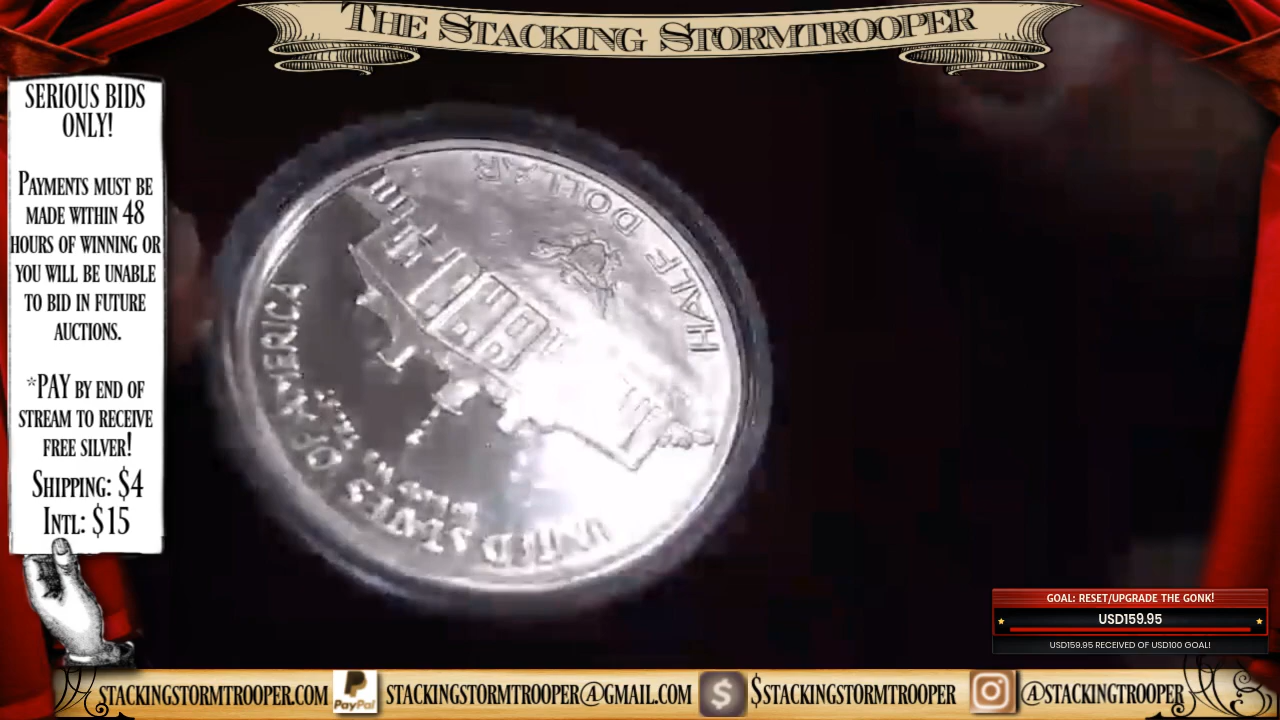 The Stacking Stormtrooper
SERIOUS BIDS
ONLY!
PAYMENTS MUST BE
MADE WITHIN 48
HOURS OF WINNING OR
YOU WILL BE UNABLE
TO BID IN FUTURE
AUCTIONS.
*PAY BY END OF
STREAM TO RECEIVE
FREE SILVER!
SHIPPING: $4
INTL: $15
HALF DOLLAR
UNITED STATES OF AMERICA
GOAL: RESET/UPGRADE THE GONK!
USD159.95
USD159.95 RECEIVED OF USD100 GOAL!
STACKINGSTORMTROOPER.COM
PayPal
STACKINGSTORMTROOPER@GMAIL.COM
$
$STACKINGSTORMTROOPER
@STACKINGTROOPER